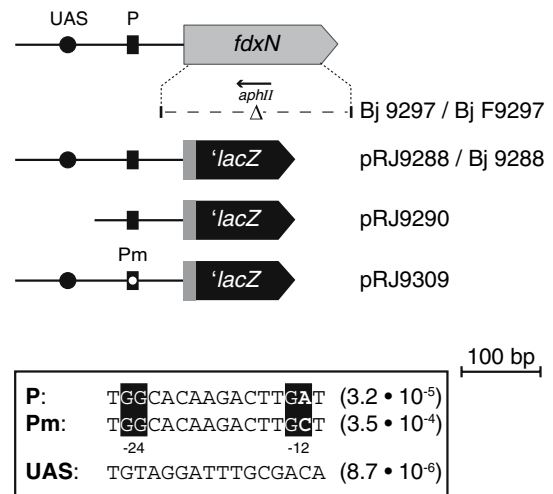 UAS P
fdxN
aphII
Δ
Bj 9297 / Bj F9297
'lacZ pRJ9288 / Bj 9288
'lacZ pRJ9290
Pm
'lacZ pRJ9309
100 bp
P: TGGCACAAGACTTGAT (3.2 • 10⁻⁵)
Pm: TGGCACAAGACTTGCT (3.5 • 10⁻⁴)
-24 -12
UAS: TGTAGGATTTGCGACA (8.7 • 10⁻⁶)